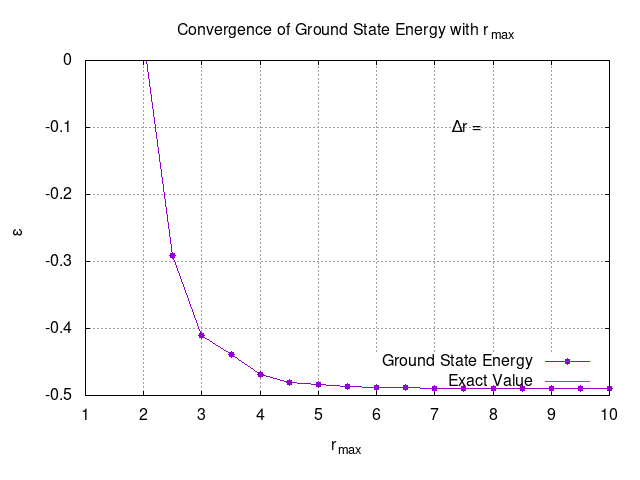 Convergence of Ground State Energy with r max
0
-0.1
-0.2
-0.3
-0.4
-0.5
ε
Δr =
Ground State Energy
Exact Value
1 2 3 4 5 6 7 8 9 10
r max